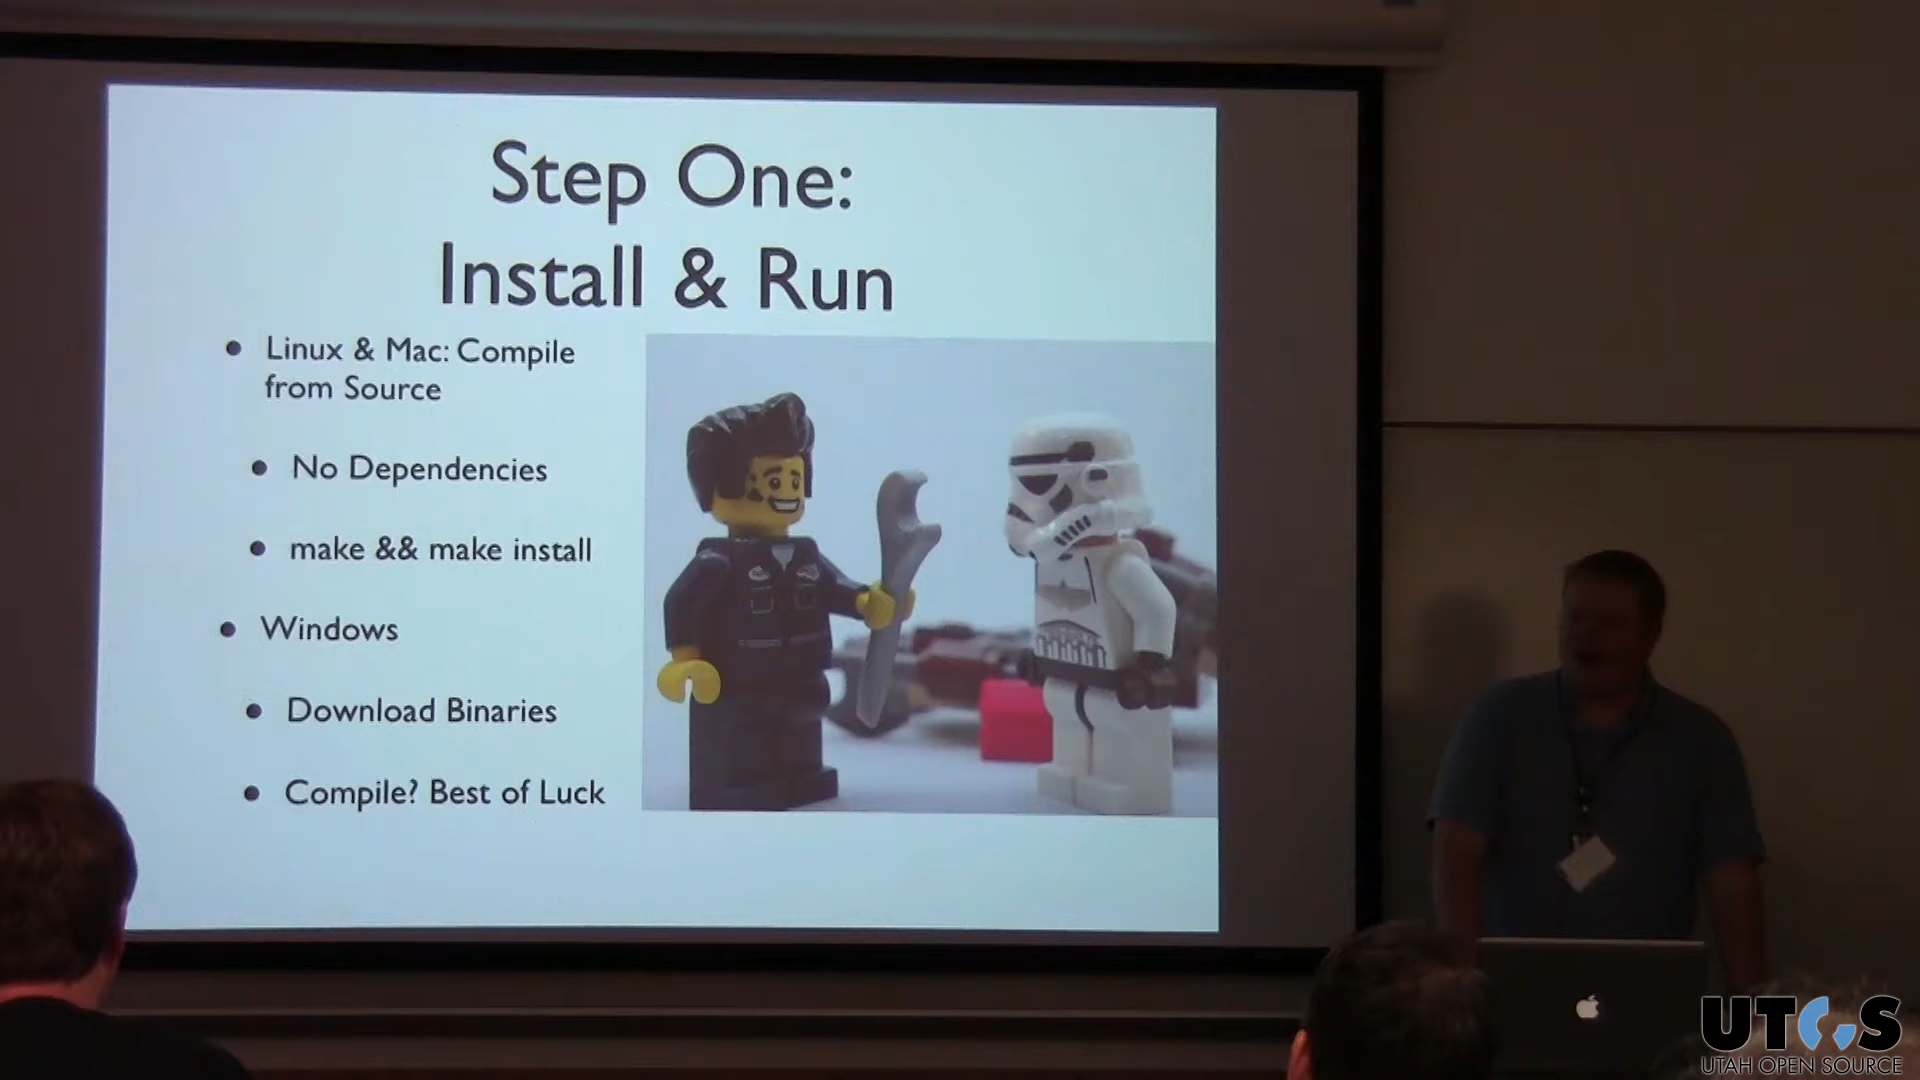 Step One:
Install & Run
• Linux & Mac: Compile
from Source
• No Dependencies
• make && make install
• Windows
• Download Binaries
• Compile? Best of Luck
UTOS
UTAH OPEN SOURCE